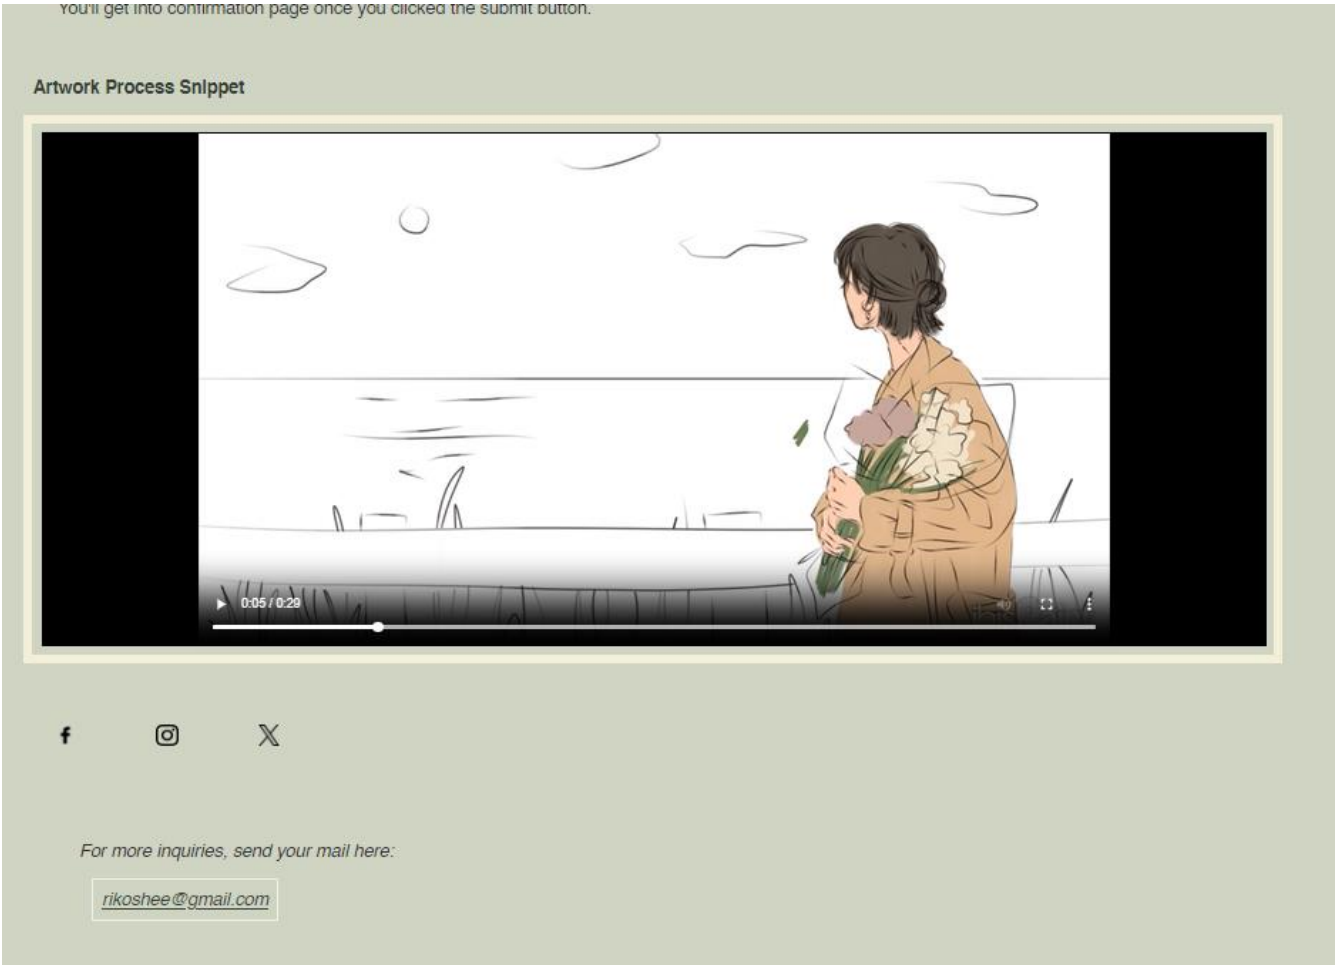 You'll get into confirmation page once you clicked the submit button.
Artwork Process Snippet
0:05 / 0:29
For more inquiries, send your mail here:
rikoshee@gmail.com